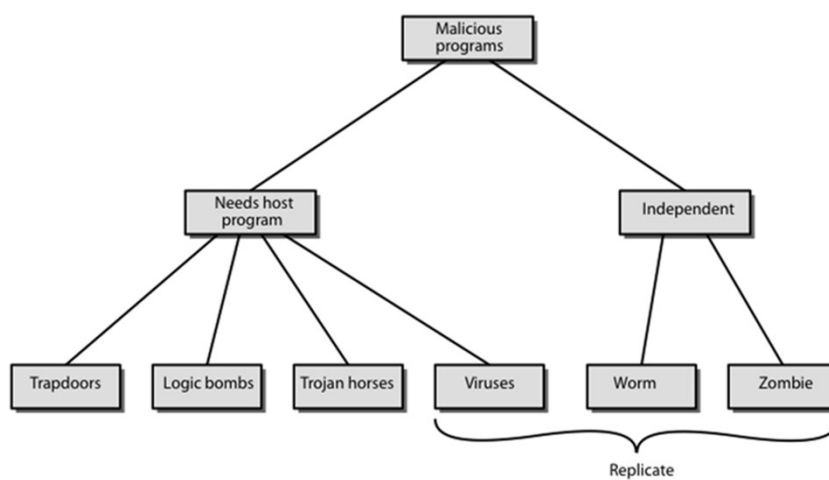 Malicious
programs
Needs host
program
Independent
Trapdoors
Logic bombs
Trojan horses
Viruses
Worm
Zombie
Replicate